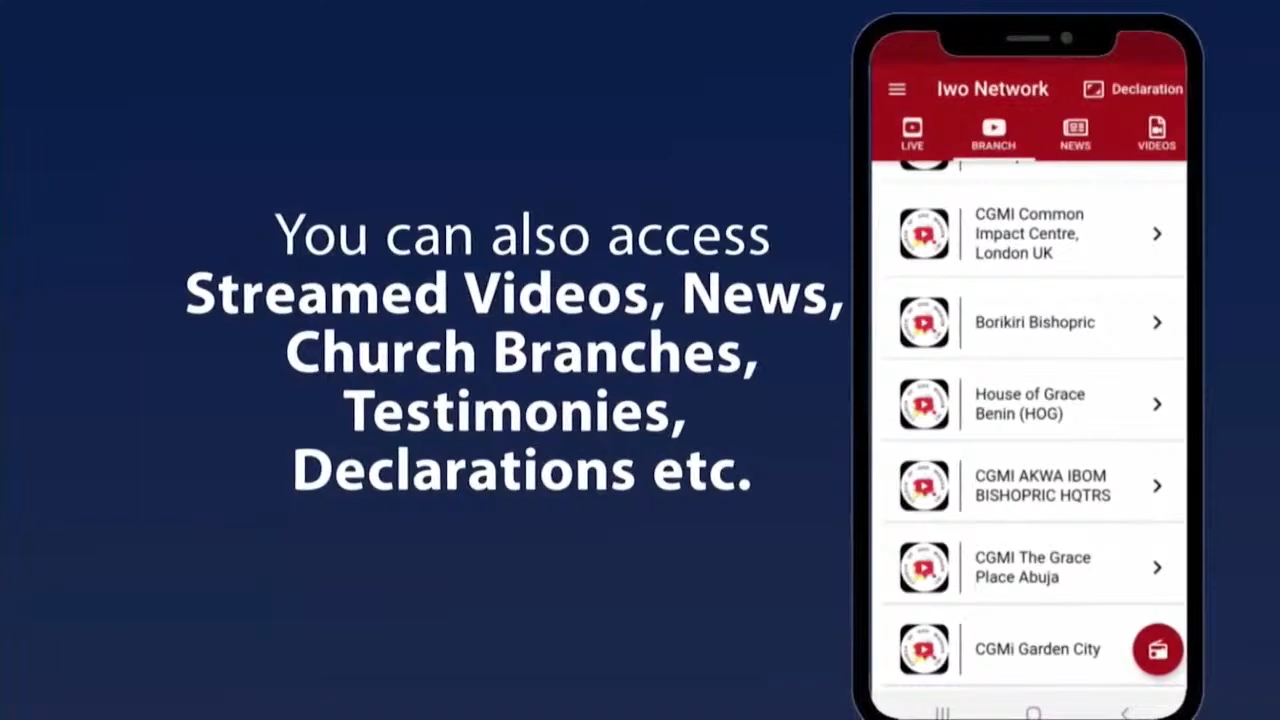 You can also access
Streamed Videos, News,
Church Branches,
Testimonies,
Declarations etc.
Iwo Network
Declaration
LIVE
BRANCH
NEWS
VIDEOS
CGMI Common
Impact Centre,
London UK
Borikiri Bishopric
House of Grace
Benin (HOG)
CGMI AKWA IBOM
BISHOPRIC HQTRS
CGMI The Grace
Place Abuja
CGMi Garden City